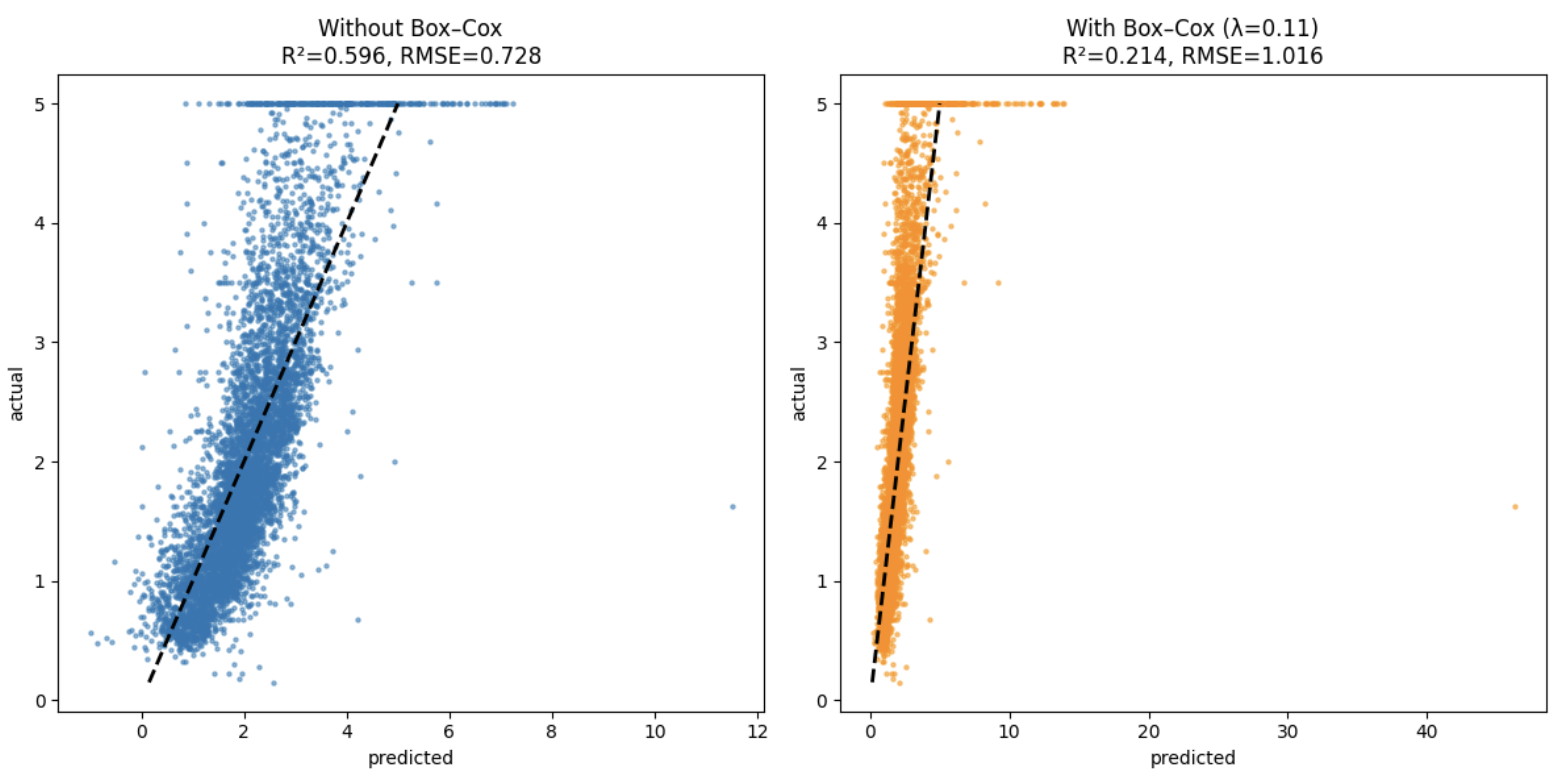 Without Box–Cox
R²=0.596, RMSE=0.728
actual
5
4
3
2
1
0
0 2 4 6 8 10 12
predicted
With Box–Cox (λ=0.11)
R²=0.214, RMSE=1.016
actual
5
4
3
2
1
0
0 10 20 30 40
predicted